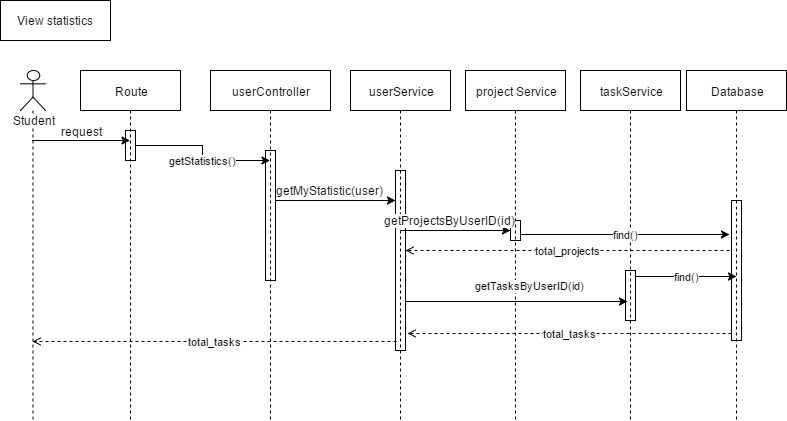 View statistics
Route
userController
userService
project Service
taskService
Database
Student
request
getStatistics()
getMyStatistic(user)
getProjectsByUserID(id)
find()
total_projects
find()
getTasksByUserID(id)
total_tasks
total_tasks